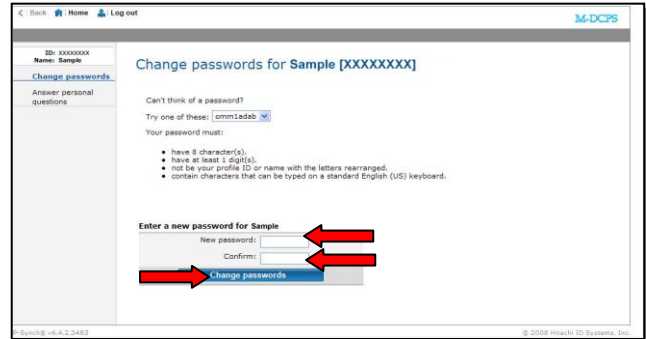 Back Home Log out
M-DCPS
ID: XXXXXXXX
Name: Sample
Change passwords
Answer personal
questions
Change passwords for Sample [XXXXXXXX]
Can't think of a password?
Try one of these: omm1adab
Your password must:
• have 8 character(s).
• have at least 1 digit(s).
• not be your profile ID or name with the letters rearranged.
• contain characters that can be typed on a standard English (US) keyboard.
Enter a new password for Sample
New password:
Confirm:
Change passwords
P-Synch® v6.4.2.3483
© 2008 Hitachi ID Systems, Inc.